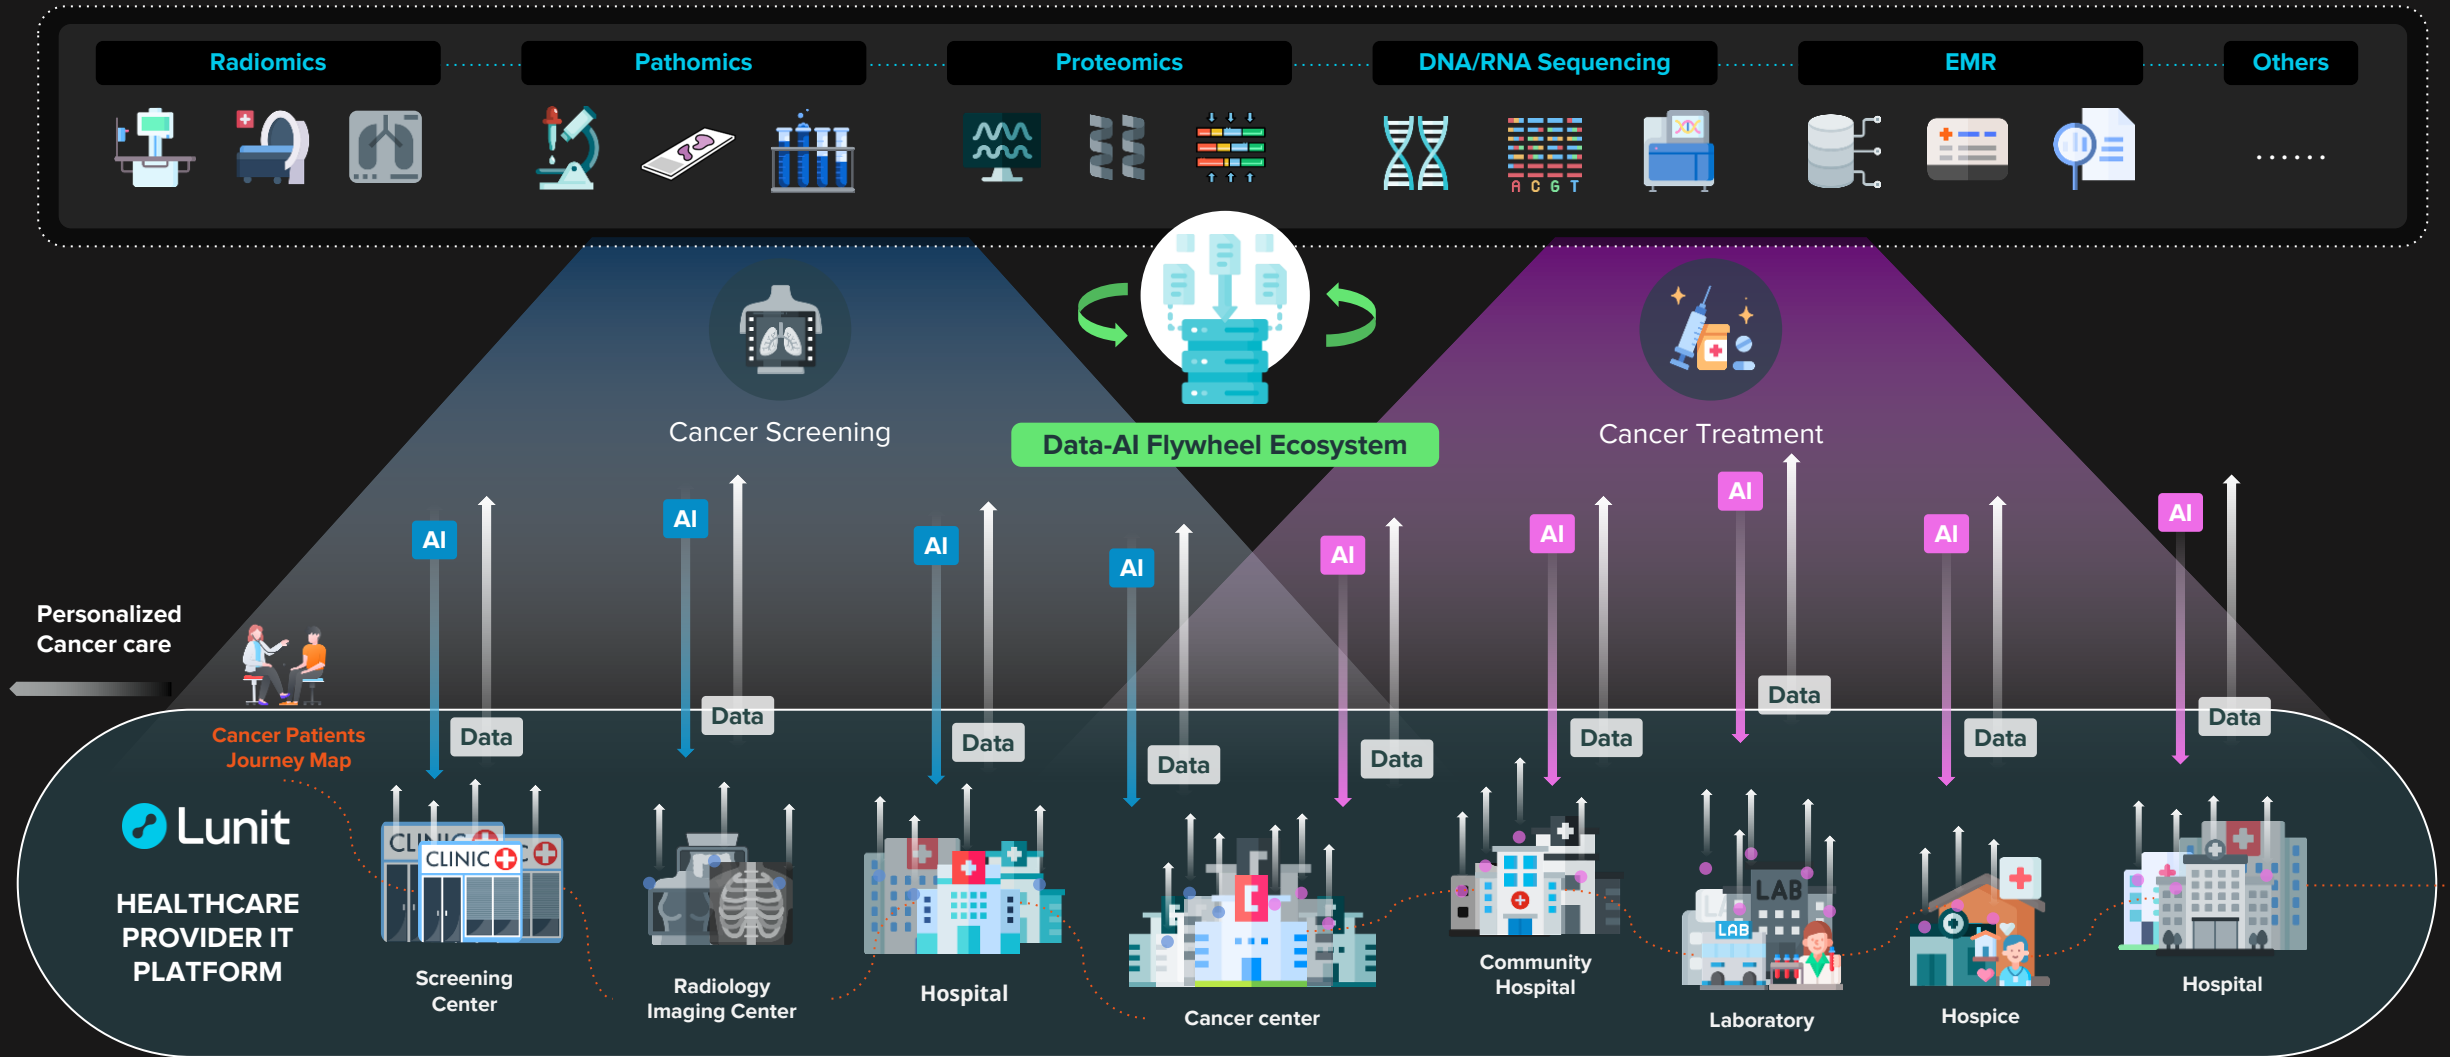 Radiomics
Pathomics
Proteomics
DNA/RNA Sequencing
EMR
Others
A C G T
......
Cancer Screening
Data-AI Flywheel Ecosystem
Cancer Treatment
AI
AI
AI
AI
AI
AI
AI
AI
AI
Personalized
Cancer care
Data
Data
Data
Data
Data
Data
Data
Data
Data
Cancer Patients
Journey Map
Lunit
HEALTHCARE
PROVIDER IT
PLATFORM
CLINIC
CLINIC
C
LAB
LAB
Screening
Center
Radiology
Imaging Center
Hospital
Cancer center
Community
Hospital
Laboratory
Hospice
Hospital